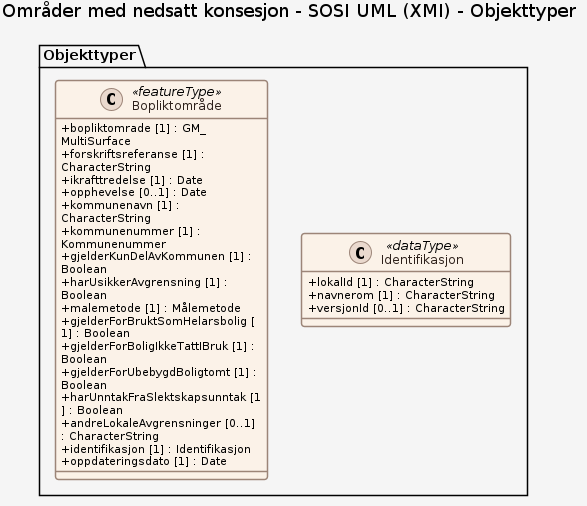 Områder med nedsatt konsesjon - SOSI UML (XMI) - Objekttyper
Objekttyper
C
«featureType»
Bopliktområde
+bopliktomrade [1] : GM_
MultiSurface
+forskriftsreferanse [1] :
CharacterString
+ikrafttredelse [1] : Date
+opphevelse [0..1] : Date
+kommunenavn [1] :
CharacterString
+kommunenummer [1] :
Kommunenummer
+gjelderKunDelAvKommunen [1] :
Boolean
+harUsikkerAvgrensning [1] :
Boolean
+malemetode [1] : Målemetode
+gjelderForBruktSomHelarsbolig [
1] : Boolean
+gjelderForBoligIkkeTattIBruk [1] :
Boolean
+gjelderForUbebygdBoligtomt [1] :
Boolean
+harUnntakFraSlektskapsunntak [1
] : Boolean
+andreLokaleAvgrensninger [0..1]
: CharacterString
+identifikasjon [1] : Identifikasjon
+oppdateringsdato [1] : Date
C
«dataType»
Identifikasjon
+lokalId [1] : CharacterString
+navnerom [1] : CharacterString
+versjonId [0..1] : CharacterString